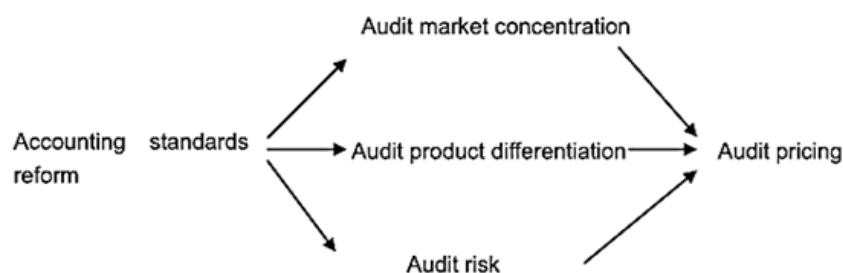 Audit market concentration
Accounting standards
reform
Audit product differentiation
Audit pricing
Audit risk